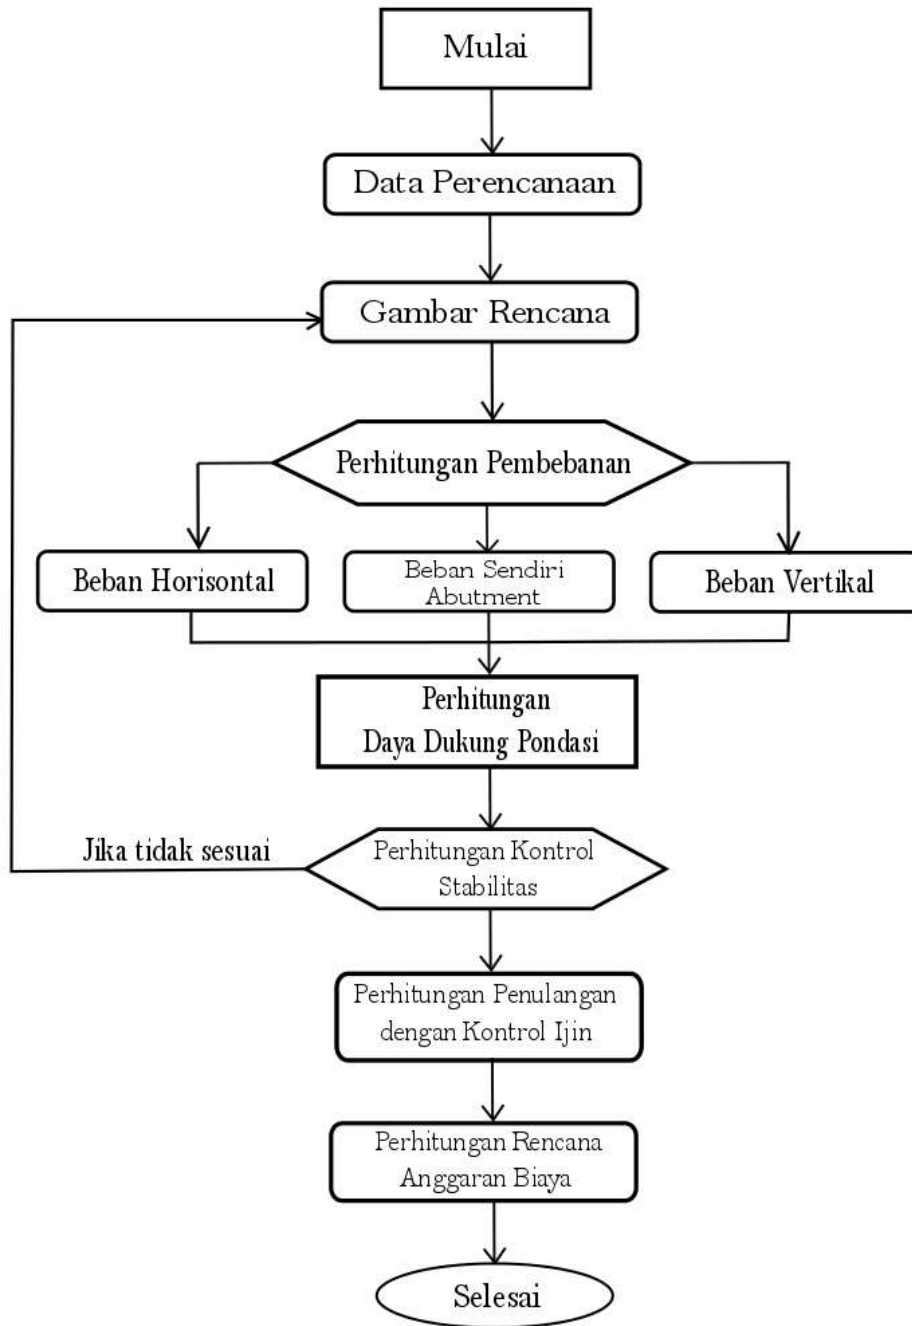 Mulai
Data Perencanaan
Gambar Rencana
Perhitungan Pembebanan
Beban Horisontal
Beban Sendiri
Abutment
Beban Vertikal
Perhitungan
Daya Dukung Pondasi
Jika tidak sesuai
Perhitungan Kontrol
Stabilitas
Perhitungan Penulangan
dengan Kontrol Ijin
Perhitungan Rencana
Anggaran Biaya
Selesai